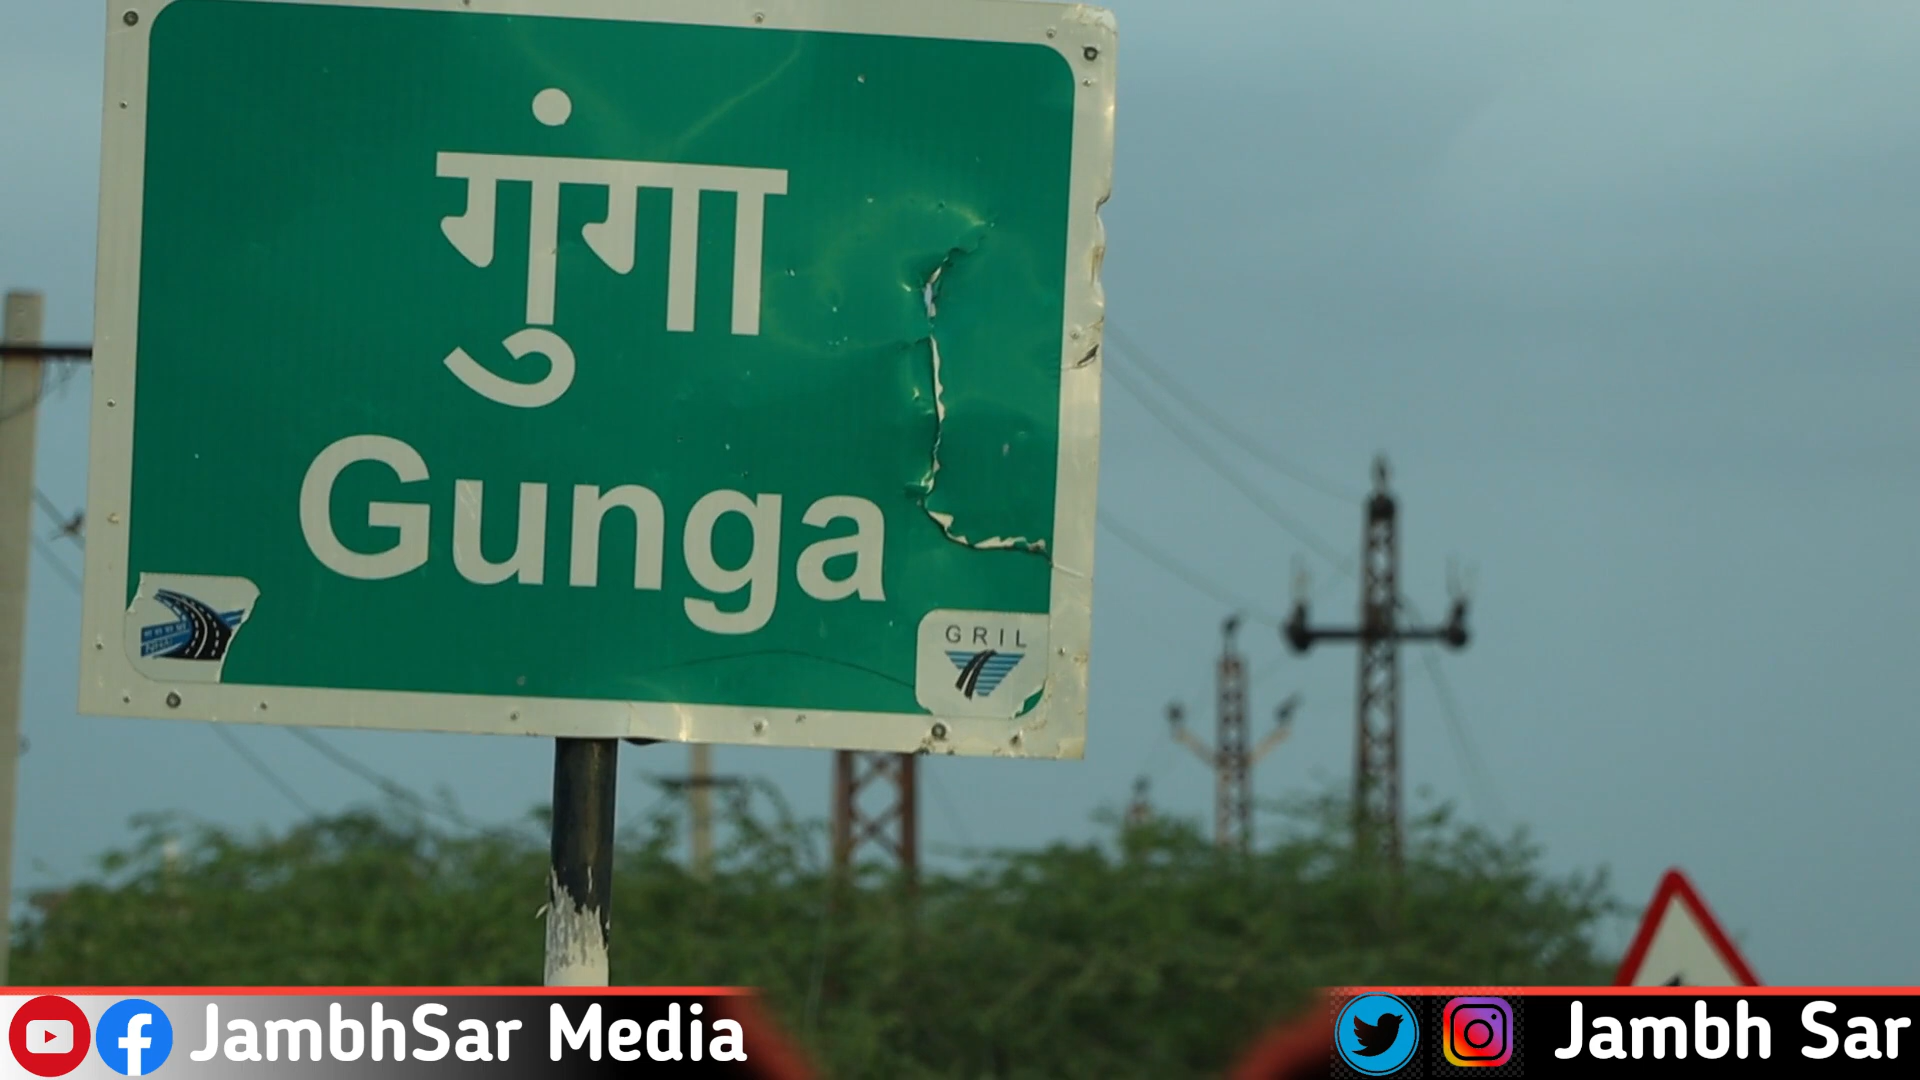 गुंगा
Gunga
GRIL
JambhSar Media
Jambh Sar